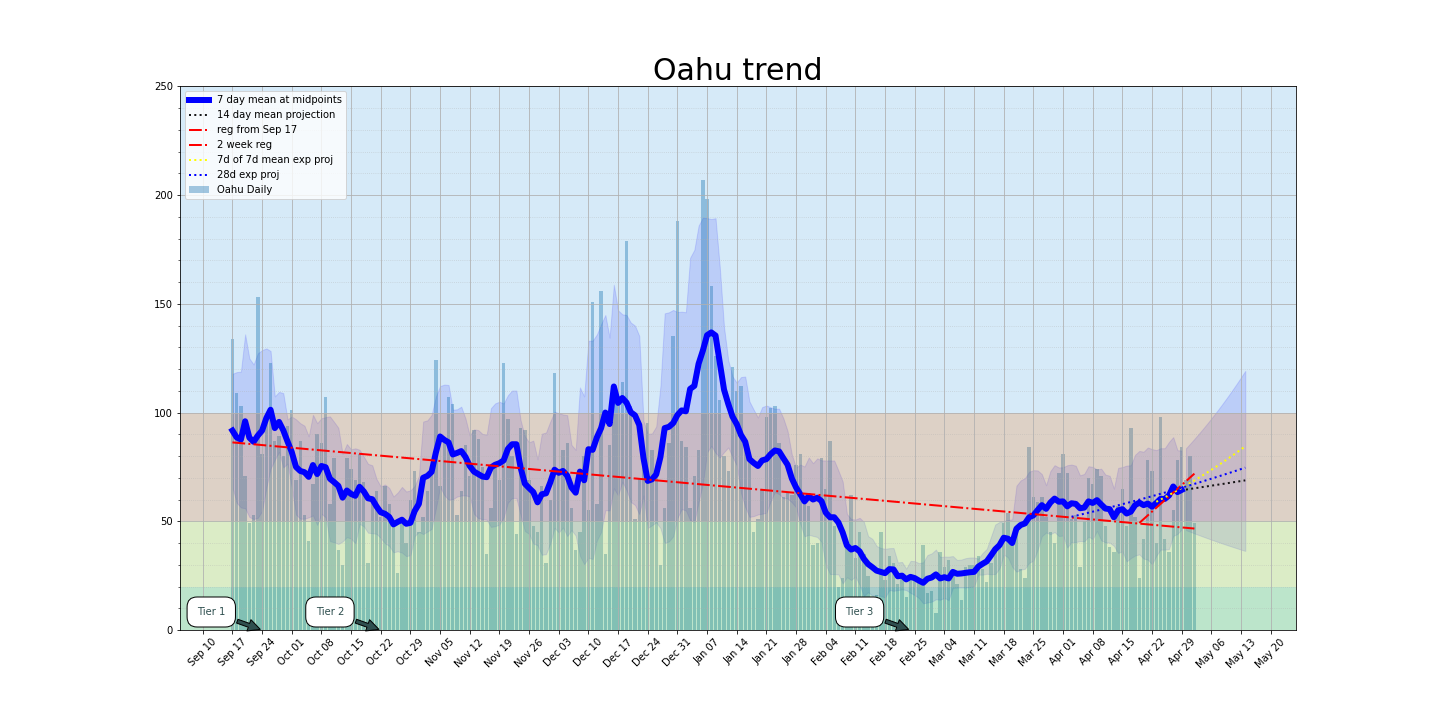 Oahu trend
250
200
150
100
50
0
7 day mean at midpoints
14 day mean projection
reg from Sep 17
2 week reg
7d of 7d mean exp proj
28d exp proj
Oahu Daily
Tier 1
Tier 2
Tier 3
Sep 10
Sep 17
Sep 24
Oct 01
Oct 08
Oct 15
Oct 22
Oct 29
Nov 05
Nov 12
Nov 19
Nov 26
Dec 03
Dec 10
Dec 17
Dec 24
Dec 31
Jan 07
Jan 14
Jan 21
Jan 28
Feb 04
Feb 11
Feb 18
Feb 25
Mar 04
Mar 11
Mar 18
Mar 25
Apr 01
Apr 08
Apr 15
Apr 22
Apr 29
May 06
May 13
May 20